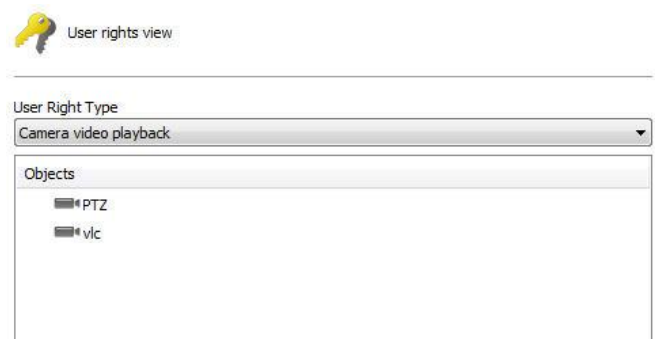 User rights view
User Right Type
Camera video playback
Objects
PTZ
vlc